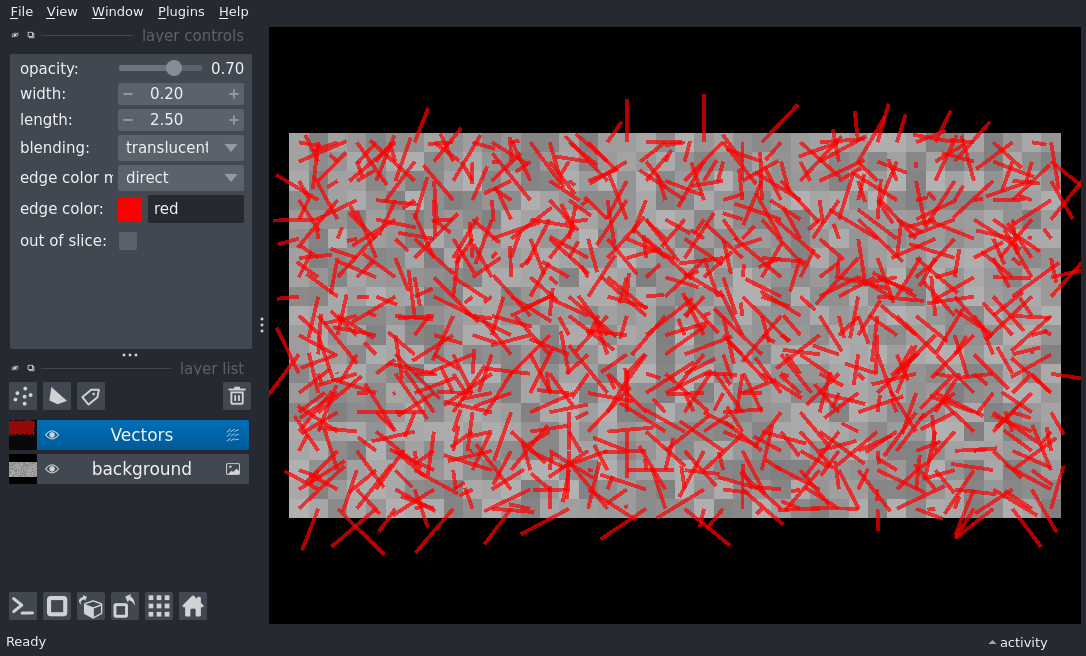 File View Window Plugins Help
layer controls
opacity: 0.70
width: 0.20
length: 2.50
blending: translucent
edge color m direct
edge color: red
out of slice:
layer list
Vectors
background
Ready
activity